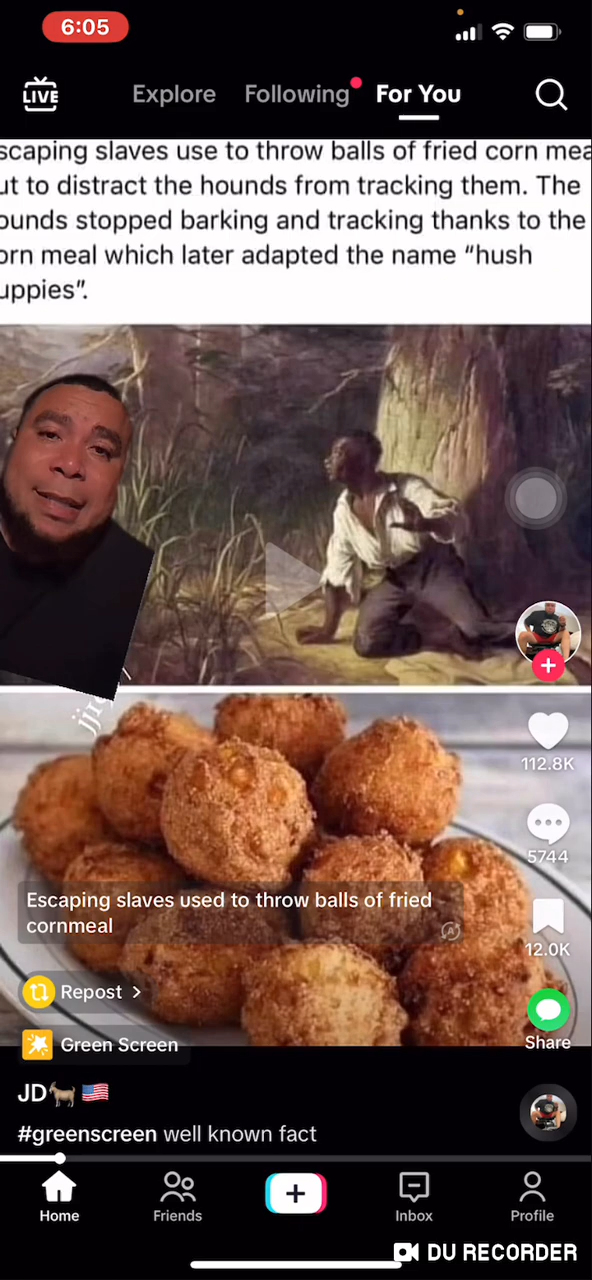 6:05
LIVE
Explore
Following
For You
scaping slaves use to throw balls of fried corn mea
ut to distract the hounds from tracking them. The
ounds stopped barking and tracking thanks to the
orn meal which later adapted the name "hush
uppies".
112.8K
5744
Escaping slaves used to throw balls of fried
cornmeal
12.0K
Repost >
Green Screen
Share
JD
#greenscreen well known fact
Home
Friends
Inbox
Profile
DU RECORDER